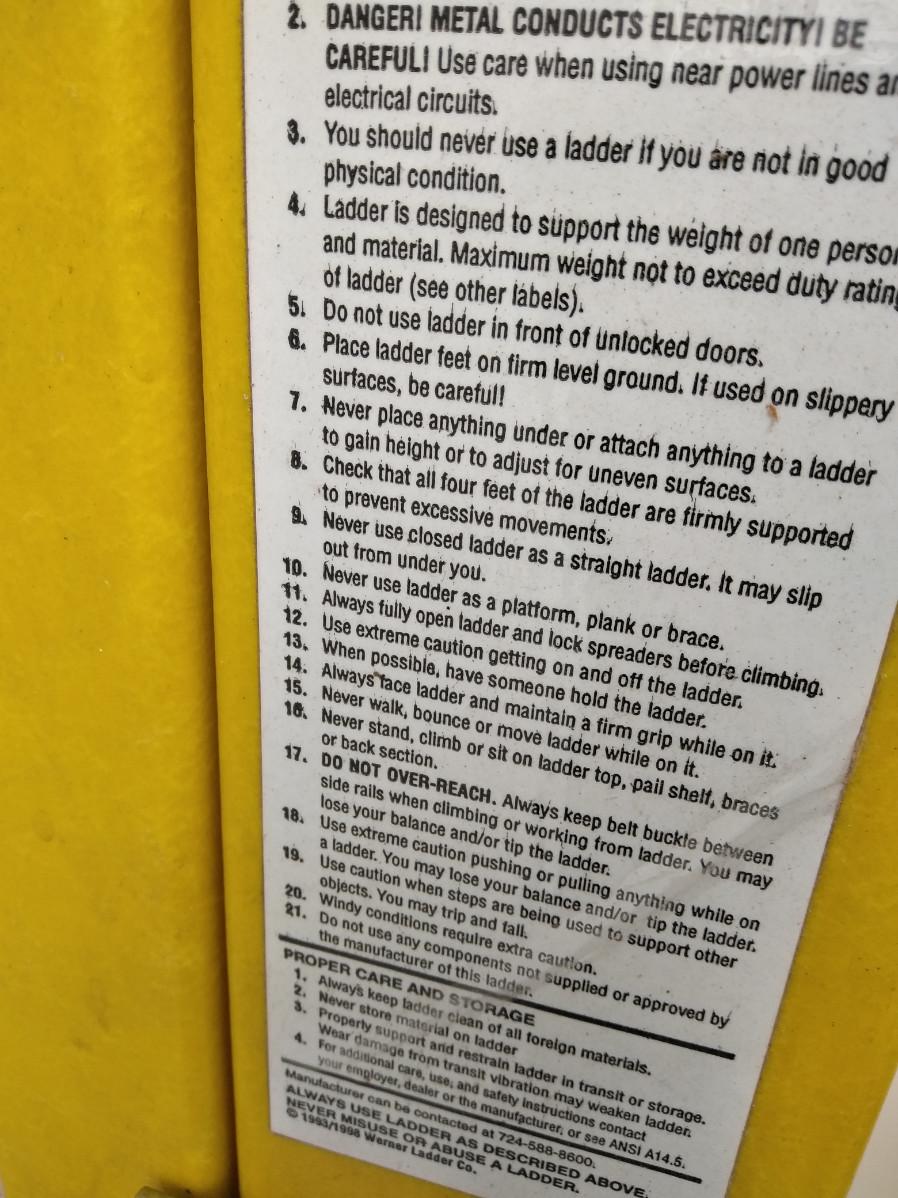 2. DANGER! METAL CONDUCTS ELECTRICITY! BE
CAREFUL! Use care when using near power lines
electrical circuits.
3. You should never use a ladder if you are not in good
physical condition.
4. Ladder is designed to support the weight of one person
and material. Maximum weight not to exceed duty rating
of ladder (see other labels).
5. Do not use ladder in front of unlocked doors.
6. Place ladder feet on firm level ground. If used on slippery
surfaces, be careful!
7. Never place anything under or attach anything to a ladder
to gain height or to adjust for uneven surfaces.
8. Check that all four feet of the ladder are firmly supported
to prevent excessive movements.
9. Never use closed ladder as a straight ladder. It may slip
out from under you.
10. Never use ladder as a platform, plank or brace.
11. Always fully open ladder and lock spreaders before climbing.
12. Use extreme caution getting on and off the ladder.
13. When possible, have someone hold the ladder.
14. Always face ladder and maintain a firm grip while on it.
15. Never walk, bounce or move ladder while on it.
16. Never stand, climb or sit on ladder top, pail shelf, braces
or back section.
17. DO NOT OVER-REACH. Always keep belt buckle between
side rails when climbing or working from ladder. You may
lose your balance and/or tip the ladder.
18. Use extreme caution pushing or pulling anything while on
a ladder. You may lose your balance and/or tip the ladder.
19. Use caution when steps are being used to support other
objects. You may trip and fall.
20. Windy conditions require extra caution.
21. Do not use any components not supplied or approved by
the manufacturer of this ladder.
PROPER CARE AND STORAGE
1. Always keep ladder clean of all foreign materials.
2. Never store material on ladder
3. Properly support and restrain ladder in transit or storage.
Wear damage from transit vibration may weaken ladder.
4. For additional care, use, and safety instructions contact
your employer, dealer or the manufacturer, or see ANSI A14.5.
Manufacturer can be contacted at 724-588-8600.
ALWAYS USE LADDER AS DESCRIBED ABOVE.
NEVER MISUSE OR ABUSE A LADDER.
© 1993/1998 Werner Ladder Co.